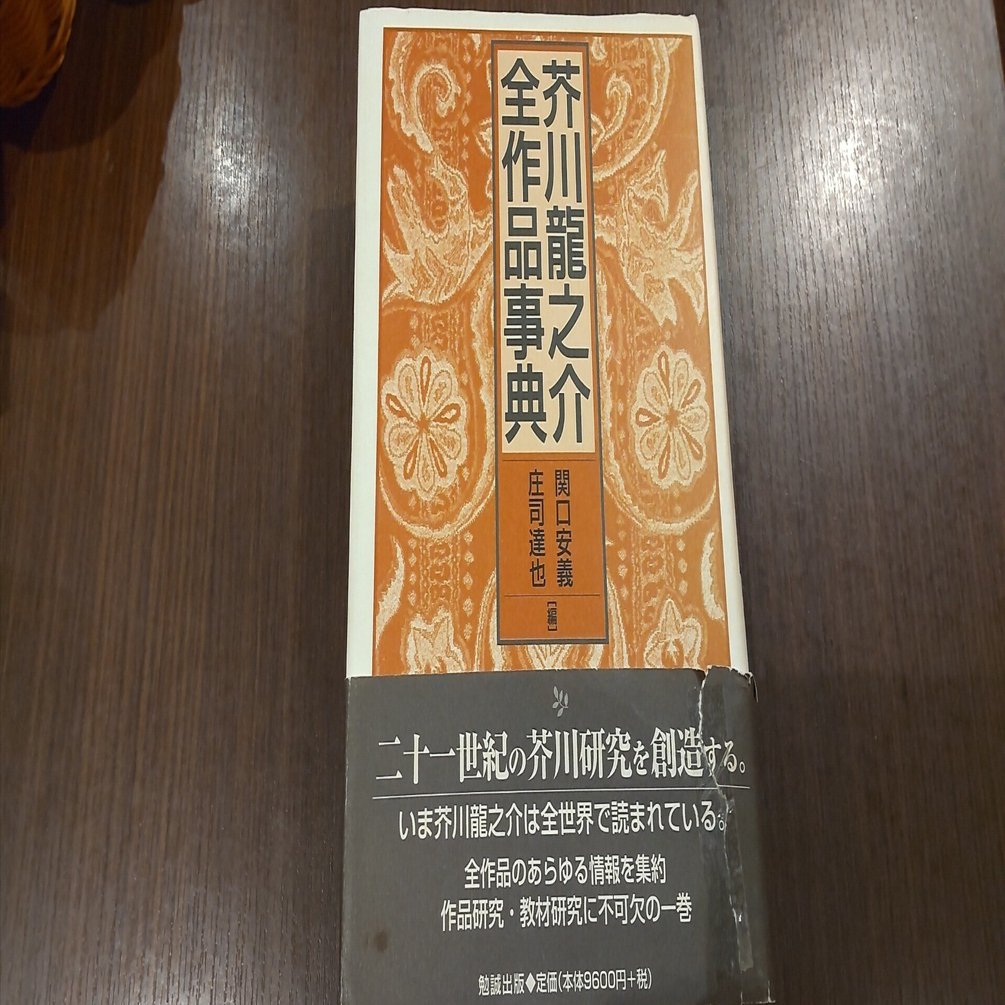 芥川龍之介
全作品事典
関口安義
庄司達也
[編]
二十一世紀の芥川研究を創造する。
いま芥川龍之介は全世界で読まれている。
全作品のあらゆる情報を集約
作品研究・教材研究に不可欠の一巻
勉誠出版◆定価(本体9600円+税)